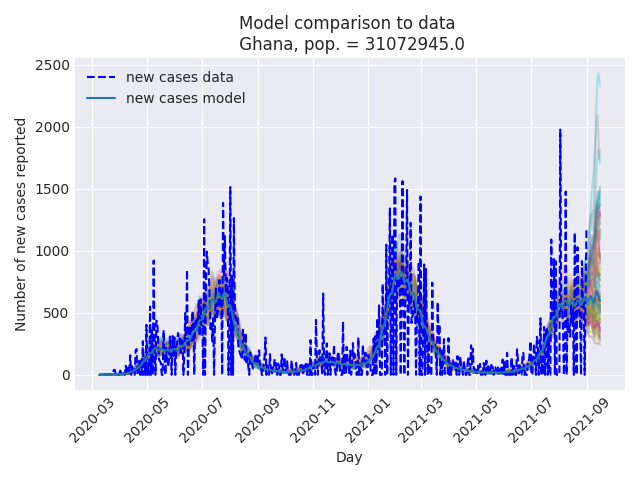 Model comparison to data
Ghana, pop. = 31072945.0
new cases data
new cases model
Number of new cases reported
2500
2000
1500
1000
500
0
2020-03
2020-05
2020-07
2020-09
2020-11
2021-01
2021-03
2021-05
2021-07
2021-09
Day